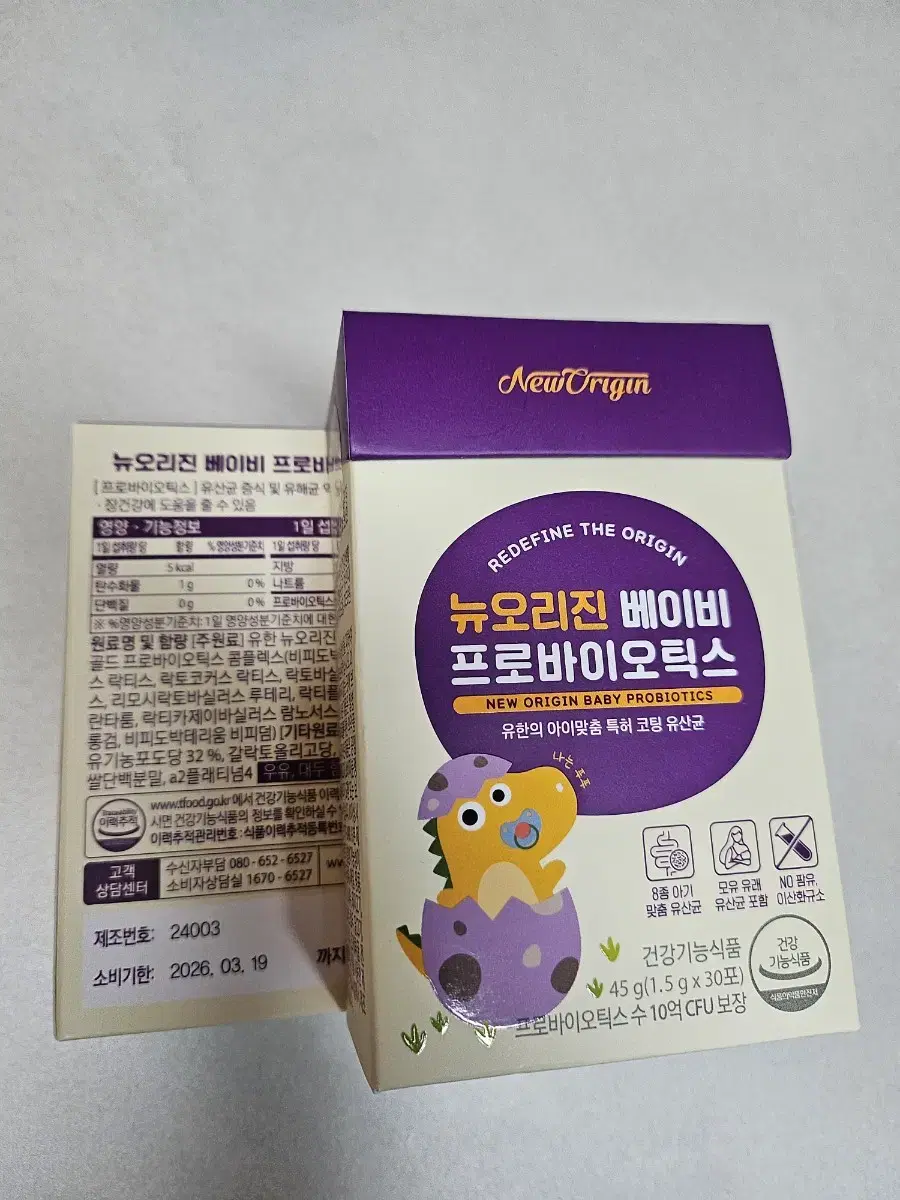 NewOrigin
REDEFINE THE ORIGIN
뉴오리진 베이비
프로바이오틱스
NEW ORIGIN BABY PROBIOTICS
유한의 아이맞춤 특허 코팅 유산균
나는 푸푸
8종 아기
맞춤 유산균
모유 유래
유산균 포함
NO 팜유,
이산화규소
건강기능식품
45 g(1.5 g x 30포)
프로바이오틱스 수 10억 CFU 보장
건강
기능식품
식품의약품안전처
뉴오리진 베이비 프로바
[프로바이오틱스] 유산균 증식 및 유해균 억
· 장건강에 도움을 줄 수 있음
영양 · 기능정보 1일 섭
1일 섭취량 당 함량 %영양성분기준치 1일 섭취량 당
열량 5 kcal 지방
탄수화물 1 g 0% 나트륨
단백질 0 g 0% 프로바이오틱스
※ %영양성분기준치: 1일 영양성분기준치에 대한
원료명 및 함량 [주원료] 유한 뉴오리진
골드 프로바이오틱스 콤플렉스(비피도박
스 락티스, 락토코커스 락티스, 락토바실
스, 리모시락토바실러스 루테리, 락티플
란타룸, 락티카제이바실러스 람노서스
롱검, 비피도박테리움 비피덤) [기타원료
유기농포도당 32 %, 갈락토올리고당,
쌀단백분말, a2플래티넘4 우유, 대두
이력추적
www.tfood.go.kr 에서 건강기능식품 이력
시면 건강기능식품의 정보를 확인하실 수
이력추적관리번호 : 식품이력추적등록번
고객
상담센터
수신자부담 080 - 652 - 6527
소비자상담실 1670 - 6527
제조번호: 24003
소비기한: 2026. 03. 19 까지